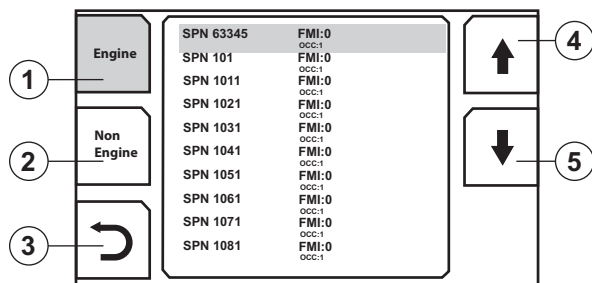 Engine
1
Non
Engine
2
3
SPN 63345 FMI:0
OCC:1
SPN 101 FMI:0
OCC:1
SPN 1011 FMI:0
OCC:1
SPN 1021 FMI:0
OCC:1
SPN 1031 FMI:0
OCC:1
SPN 1041 FMI:0
OCC:1
SPN 1051 FMI:0
OCC:1
SPN 1061 FMI:0
OCC:1
SPN 1071 FMI:0
OCC:1
SPN 1081 FMI:0
OCC:1
4
5